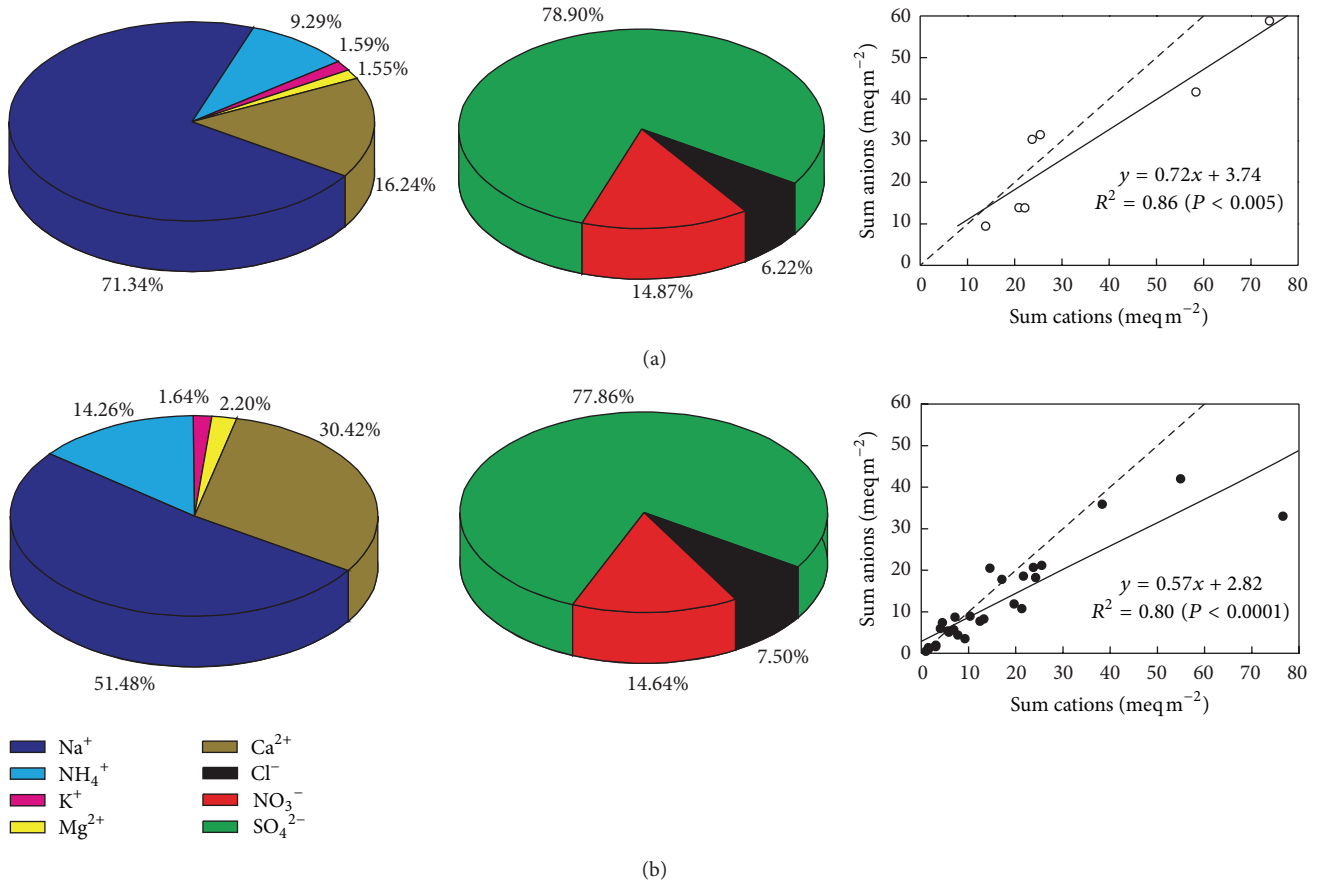 9.29%
1.59%
1.55%
16.24%
71.34%
78.90%
6.22%
14.87%
60
50
40
30
20
10
0
Sum anions (meq m⁻²)
y = 0.72x + 3.74
R² = 0.86 (P < 0.005)
0 10 20 30 40 50 60 70 80
Sum cations (meq m⁻²)
(a)
14.26%
1.64%
2.20%
30.42%
51.48%
77.86%
7.50%
14.64%
60
50
40
30
20
10
0
Sum anions (meq m⁻²)
y = 0.57x + 2.82
R² = 0.80 (P < 0.0001)
0 10 20 30 40 50 60 70 80
Sum cations (meq m⁻²)
Na⁺
NH₄⁺
K⁺
Mg²⁺
Ca²⁺
Cl⁻
NO₃⁻
SO₄²⁻
(b)